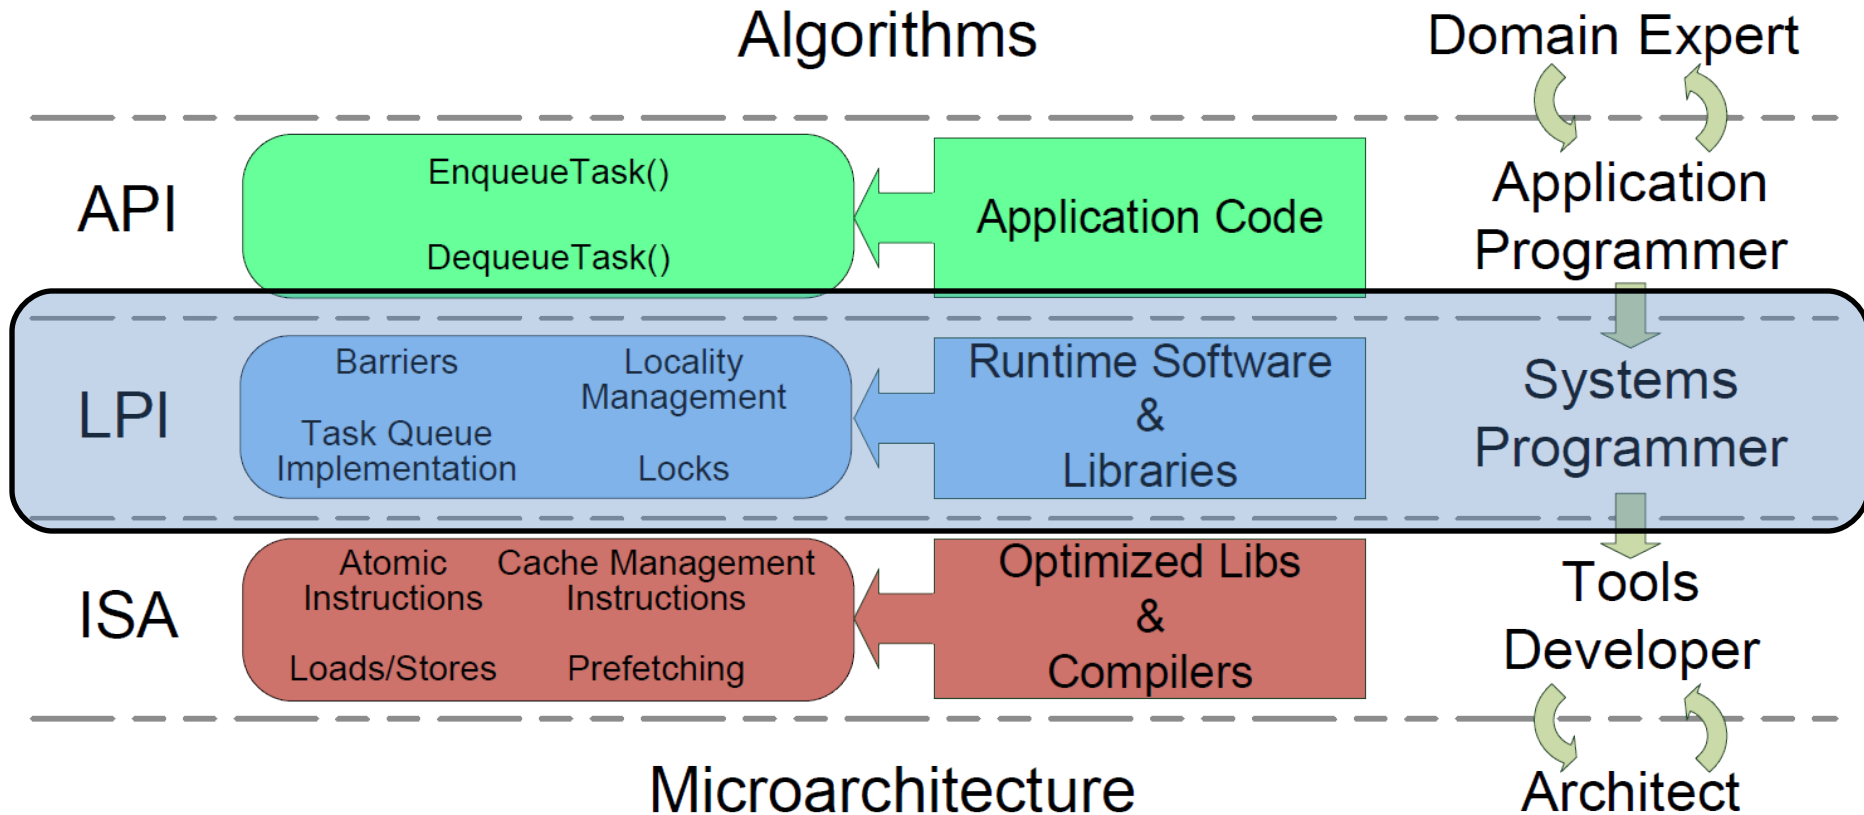 Algorithms
Domain Expert
API
EnqueueTask()
DequeueTask()
Application Code
Application
Programmer
LPI
Barriers
Locality
Management
Task Queue
Implementation
Locks
Runtime Software
&
Libraries
Systems
Programmer
ISA
Atomic
Instructions
Cache Management
Instructions
Loads/Stores
Prefetching
Optimized Libs
&
Compilers
Tools
Developer
Microarchitecture
Architect